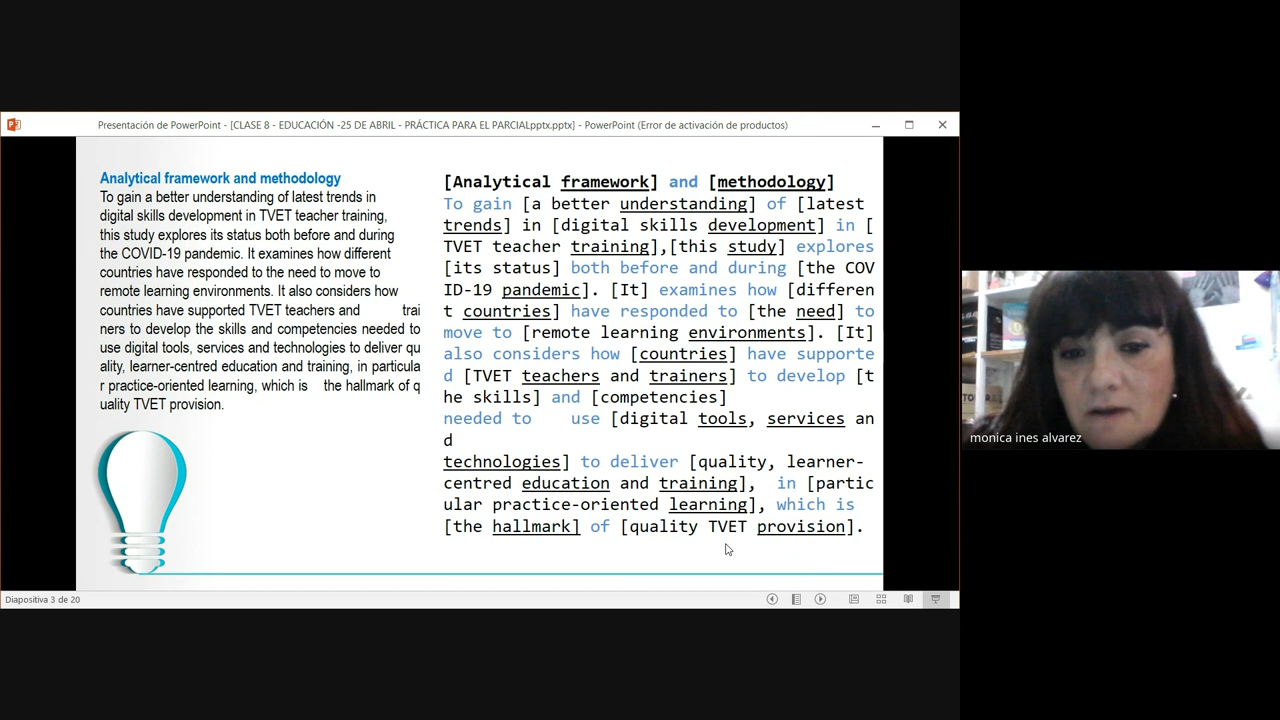 Presentación de PowerPoint - [CLASE 8 - EDUCACIÓN -25 DE ABRIL - PRÁCTICA PARA EL PARCIALpptx.pptx] - PowerPoint (Error de activación de productos)
Analytical framework and methodology
To gain a better understanding of latest trends in
digital skills development in TVET teacher training,
this study explores its status both before and during
the COVID-19 pandemic. It examines how different
countries have responded to the need to move to
remote learning environments. It also considers how
countries have supported TVET teachers and trai
ners to develop the skills and competencies needed to
use digital tools, services and technologies to deliver qu
ality, learner-centred education and training, in particula
r practice-oriented learning, which is the hallmark of q
uality TVET provision.
[Analytical framework] and [methodology]
To gain [a better understanding] of [latest
trends] in [digital skills development] in [
TVET teacher training],[this study] explores
[its status] both before and during [the COV
ID-19 pandemic]. [It] examines how [differen
t countries] have responded to [the need] to
move to [remote learning environments]. [It]
also considers how [countries] have supporte
d [TVET teachers and trainers] to develop [t
he skills] and [competencies]
needed to use [digital tools, services an
d
technologies] to deliver [quality, learner-
centred education and training], in [partic
ular practice-oriented learning], which is
[the hallmark] of [quality TVET provision].
monica ines alvarez
Diapositiva 3 de 20